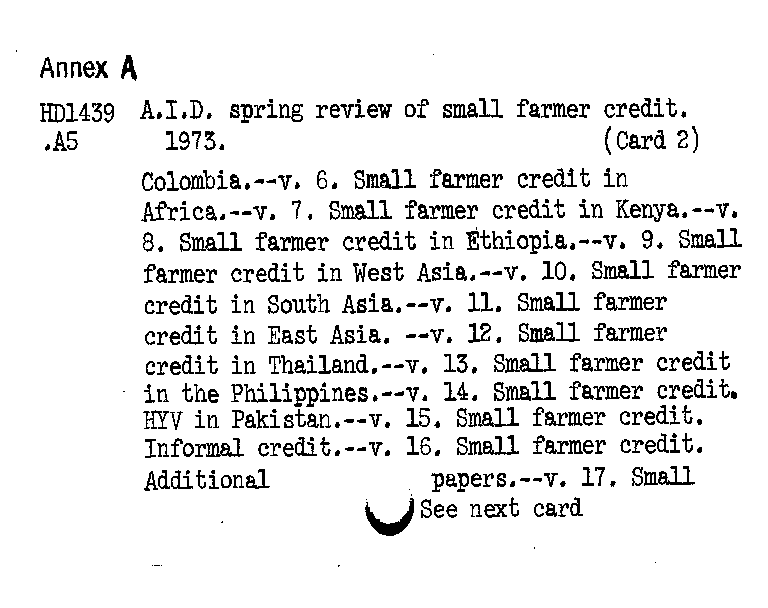 Annex A
HD1439 A.I.D. spring review of small farmer credit.
.A5 1973. (Card 2)
Colombia.--v. 6. Small farmer credit in
Africa.--v. 7. Small farmer credit in Kenya.--v.
8. Small farmer credit in Ethiopia.--v. 9. Small
farmer credit in West Asia.--v. 10. Small farmer
credit in South Asia.--v. 11. Small farmer
credit in East Asia. --v. 12. Small farmer
credit in Thailand.--v. 13. Small farmer credit
in the Philippines.--v. 14. Small farmer credit.
HYV in Pakistan.--v. 15. Small farmer credit.
Informal credit.--v. 16. Small farmer credit.
Additional papers.--v. 17. Small
See next card